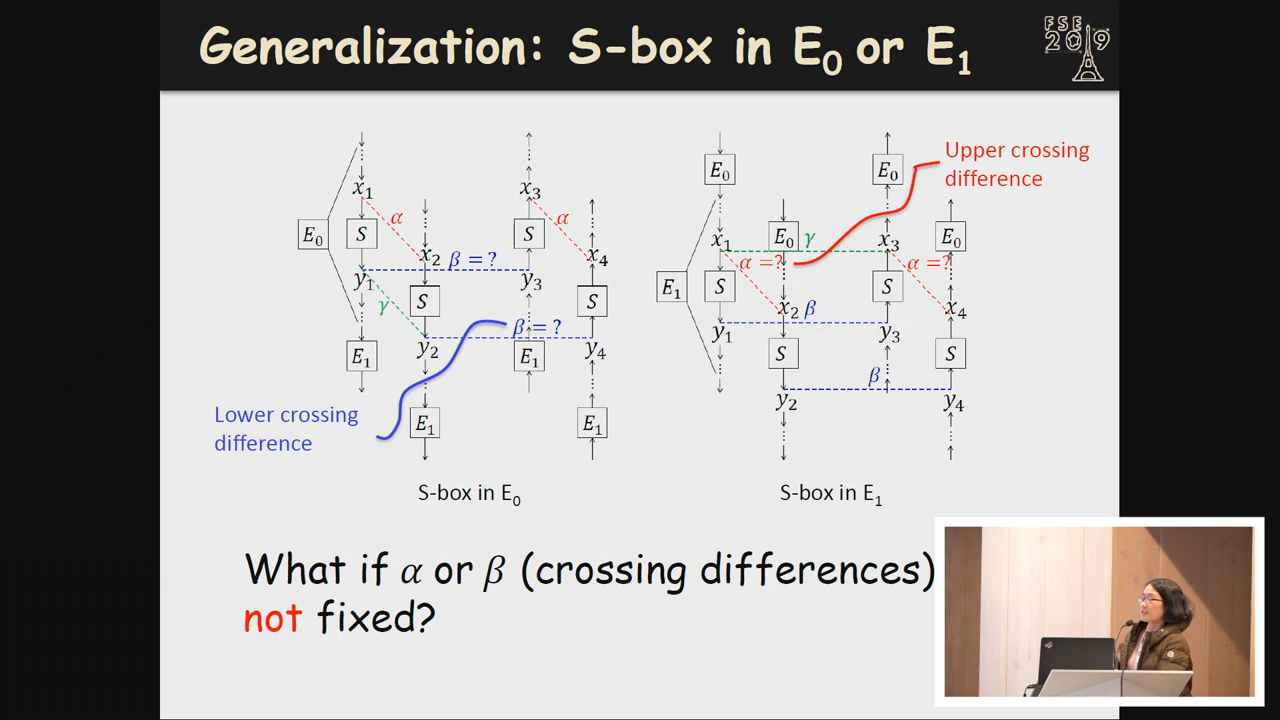 Generalization: S-box in E₀ or E₁
FSE
2019
x₁
α
S
E₀
x₂
y₁
γ
S
y₂
E₁
E₁
β = ?
β = ?
x₃
α
S
x₄
y₃
S
y₄
E₁
E₁
Lower crossing
difference
S-box in E₀
E₀
E₀
x₁
γ
α =?
E₁
S
x₂
β
y₁
S
β
y₂
E₀
E₀
x₃
α =?
S
x₄
y₃
S
y₄
Upper crossing
difference
S-box in E₁
What if α or β (crossing differences)
not fixed?